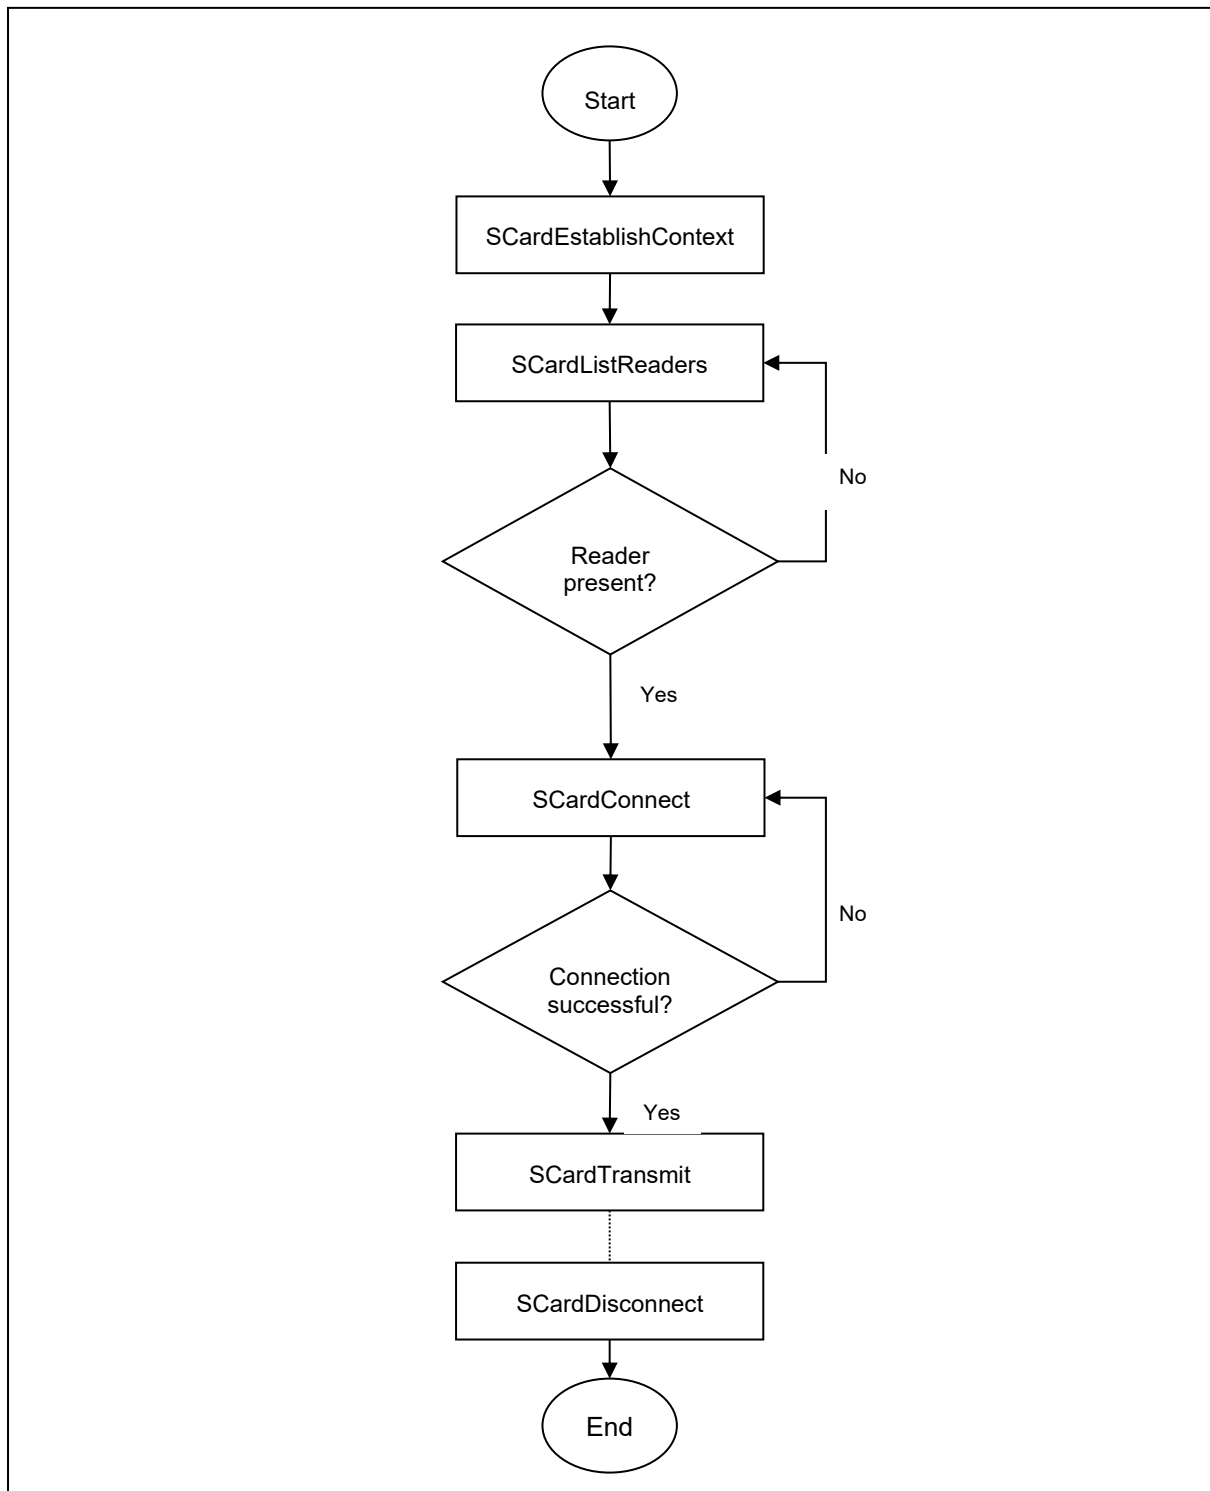 Start
SCardEstablishContext
SCardListReaders
No
Reader
present?
Yes
SCardConnect
No
Connection
successful?
Yes
SCardTransmit
SCardDisconnect
End